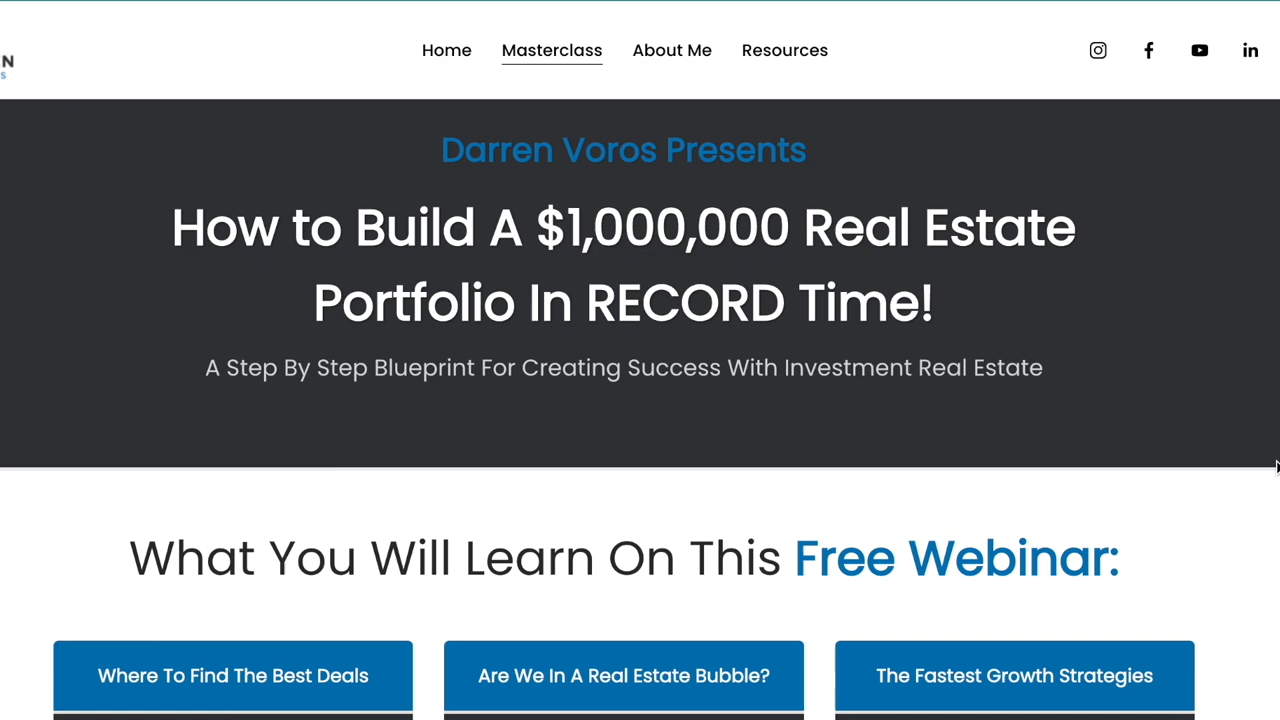 EN
S
Home Masterclass About Me Resources
Darren Voros Presents
How to Build A $1,000,000 Real Estate
Portfolio In RECORD Time!
A Step By Step Blueprint For Creating Success With Investment Real Estate
What You Will Learn On This Free Webinar:
Where To Find The Best Deals
Are We In A Real Estate Bubble?
The Fastest Growth Strategies